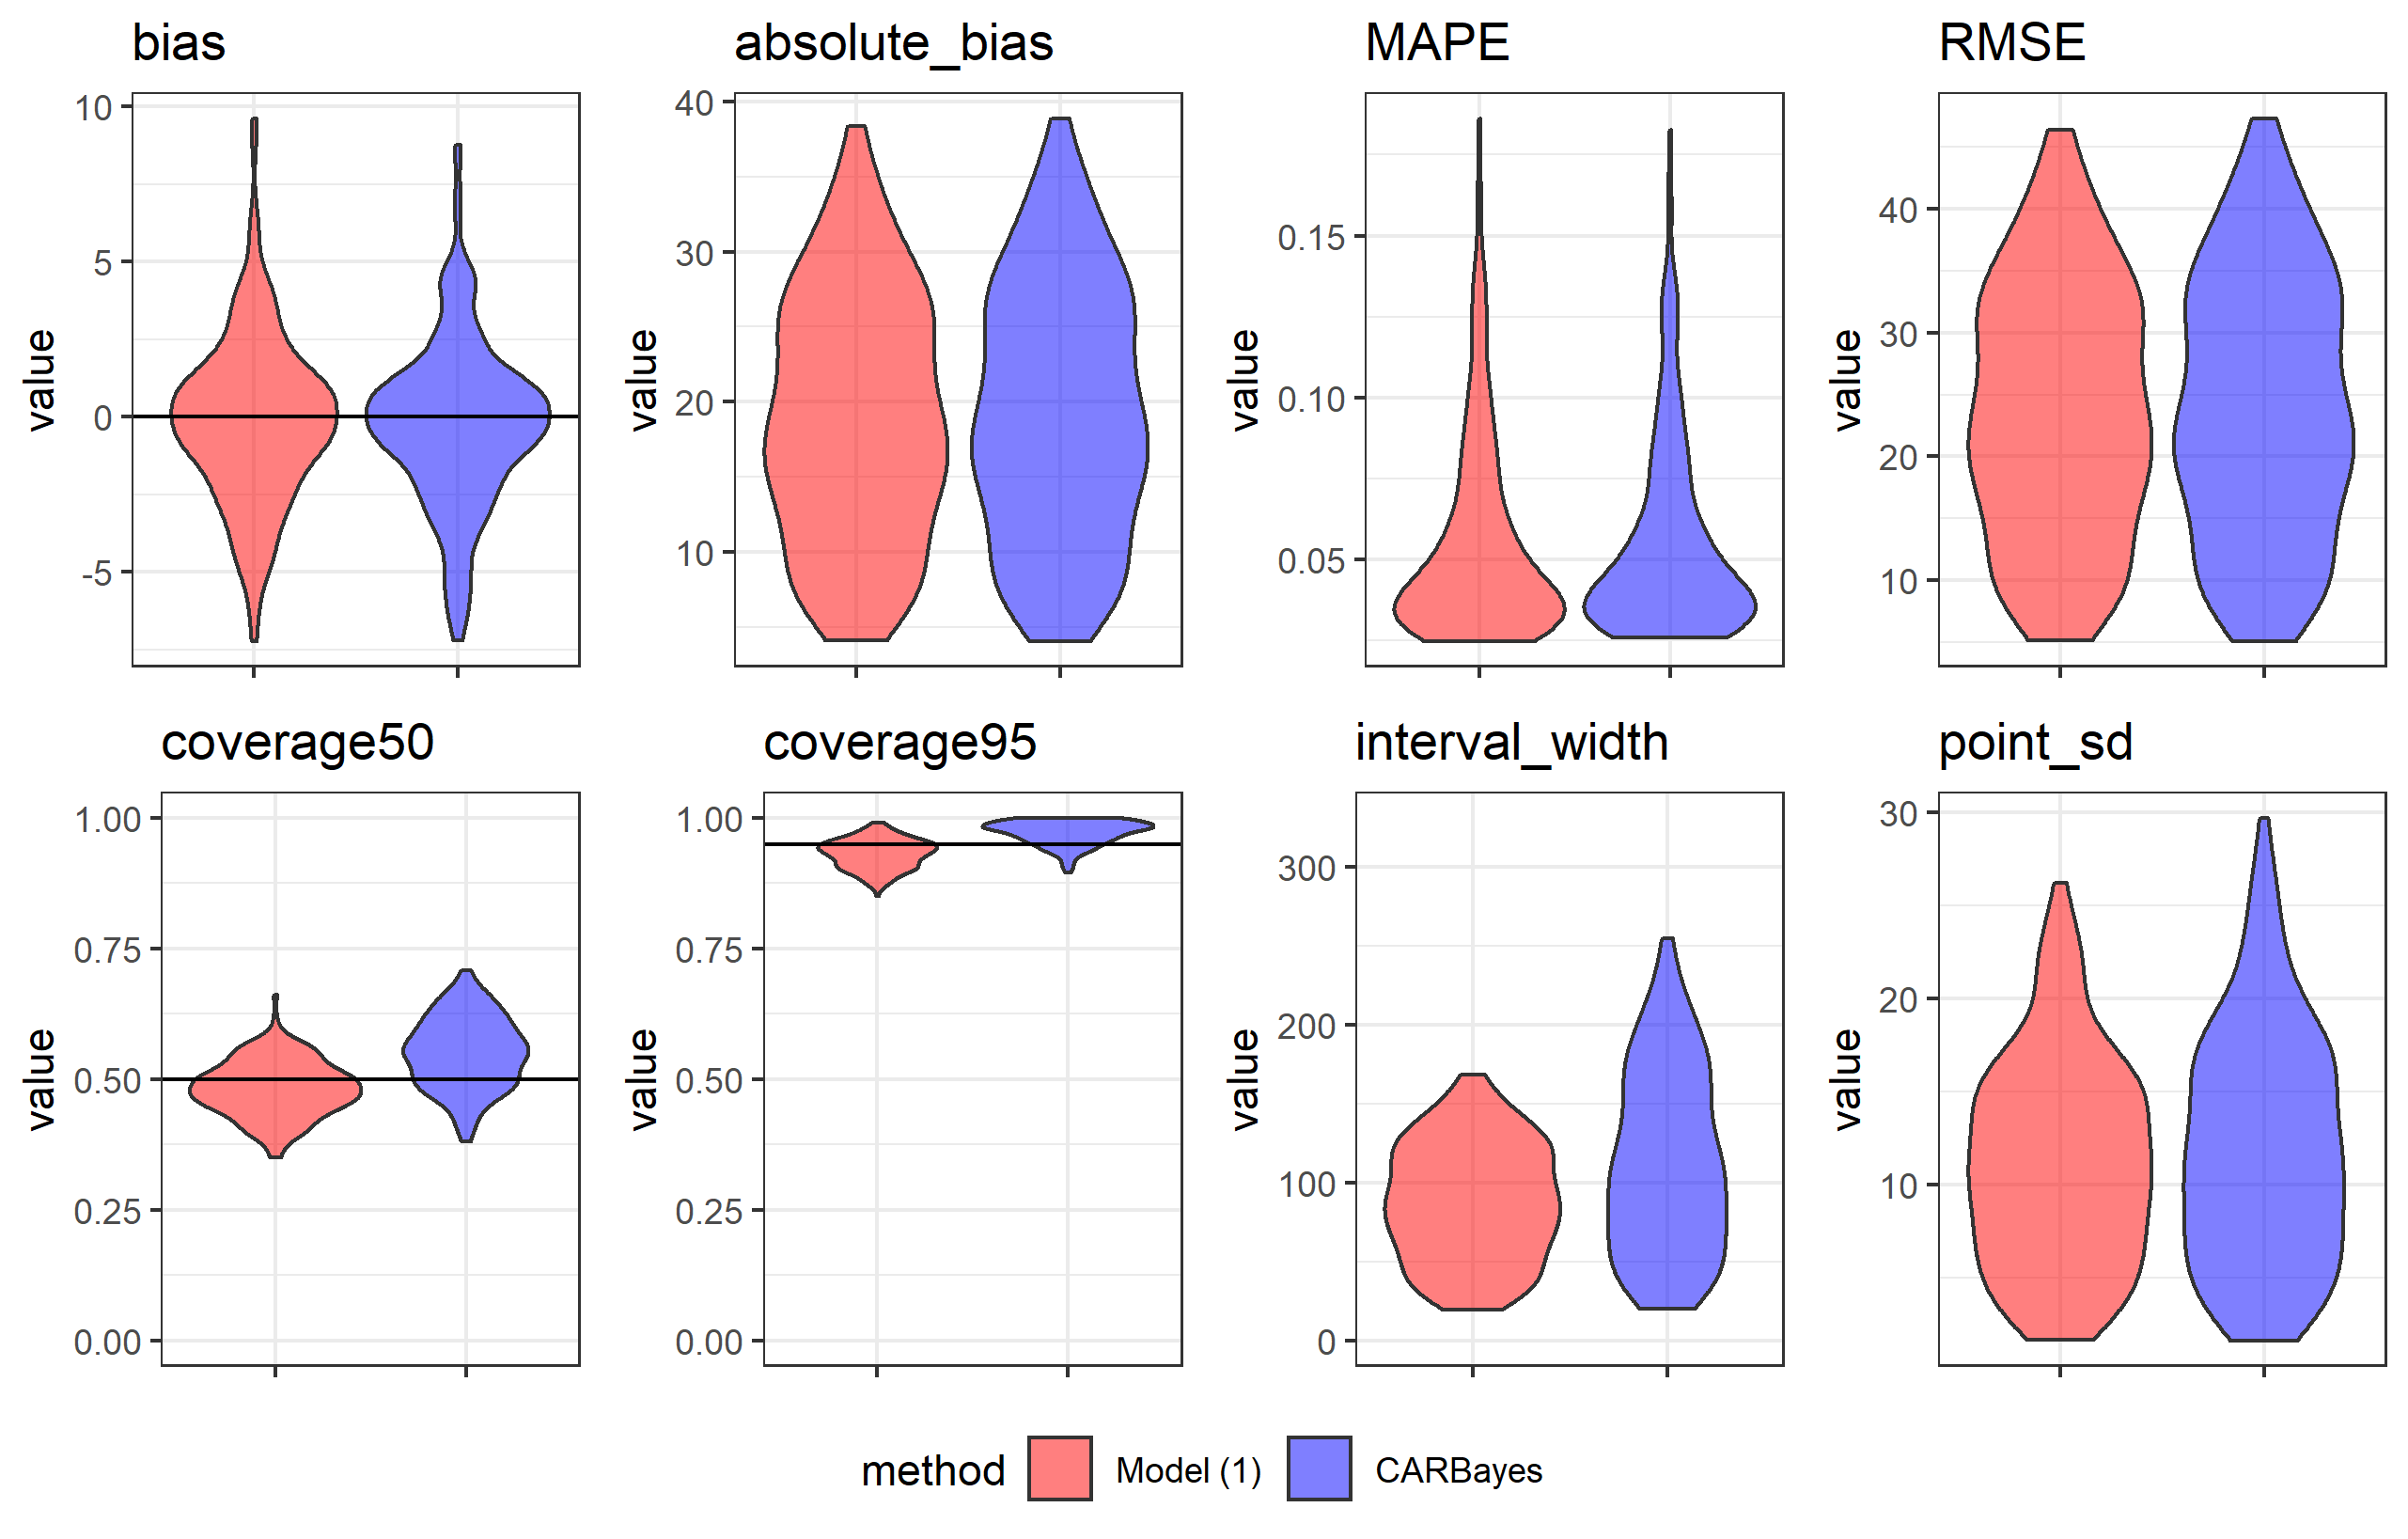 bias
absolute_bias
MAPE
RMSE
value
10
5
0
-5
value
40
30
20
10
value
0.15
0.10
0.05
value
40
30
20
10
coverage50
coverage95
interval_width
point_sd
value
1.00
0.75
0.50
0.25
0.00
value
1.00
0.75
0.50
0.25
0.00
value
300
200
100
0
value
30
20
10
method
Model (1)
CARBayes